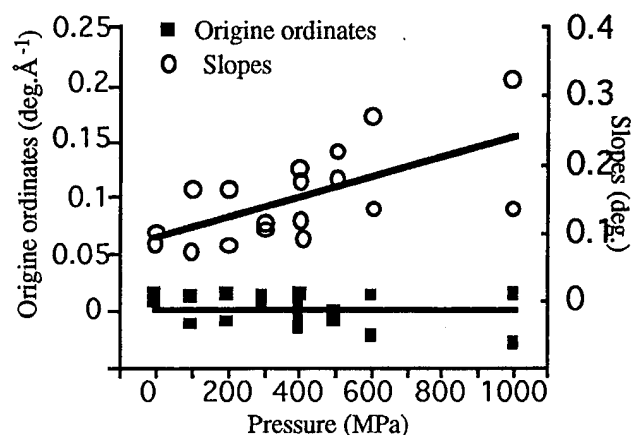 0.25
0.2
0.15
0.1
0.05
0
Origine ordinates (deg.Å⁻¹)
Origine ordinates
Slopes
0.4
0.3
0.2
0.1
0
Slopes (deg.)
0 200 400 600 800 1000
Pressure (MPa)